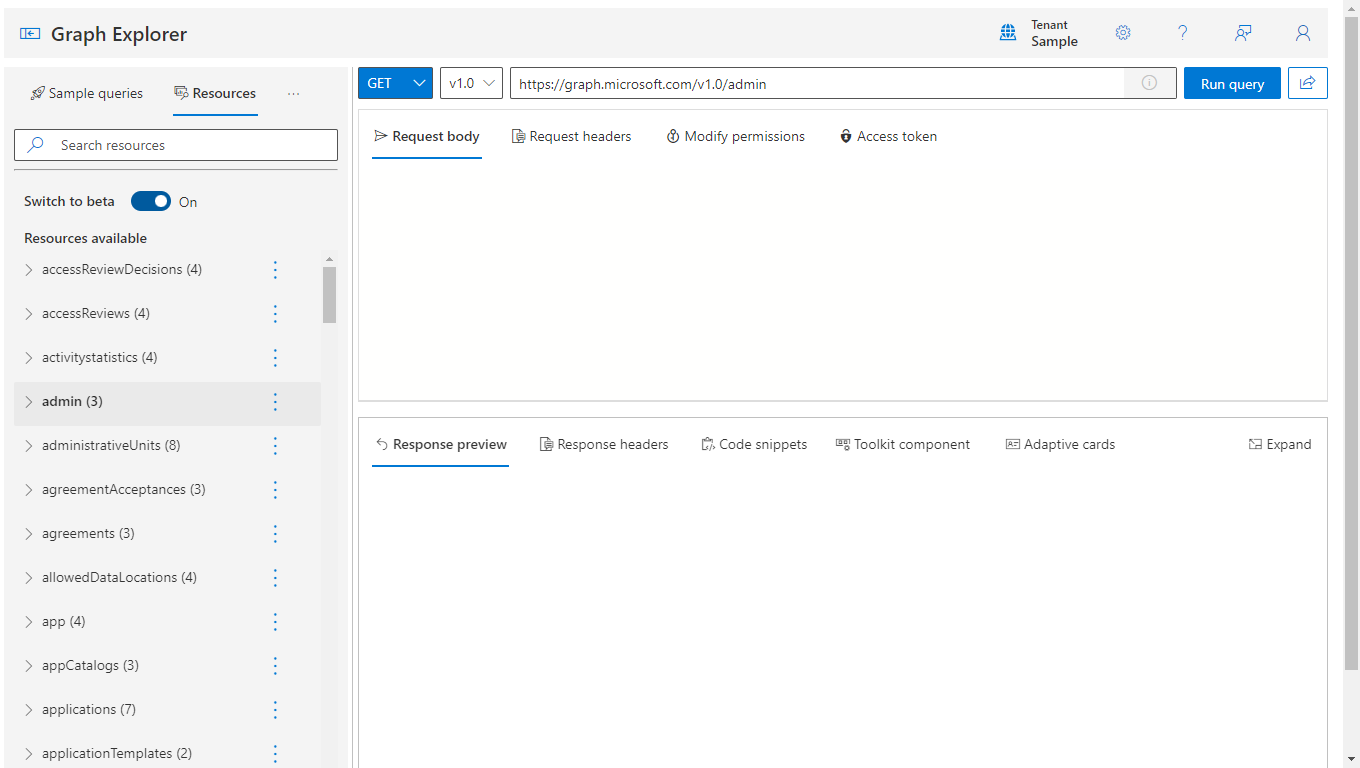 Graph Explorer
Tenant
Sample
Sample queries
Resources
Search resources
Switch to beta
On
Resources available
accessReviewDecisions (4)
accessReviews (4)
activitystatistics (4)
admin (3)
administrativeUnits (8)
agreementAcceptances (3)
agreements (3)
allowedDataLocations (4)
app (4)
appCatalogs (3)
applications (7)
applicationTemplates (2)
GET
v1.0
https://graph.microsoft.com/v1.0/admin
Run query
Request body
Request headers
Modify permissions
Access token
Response preview
Response headers
Code snippets
Toolkit component
Adaptive cards
Expand